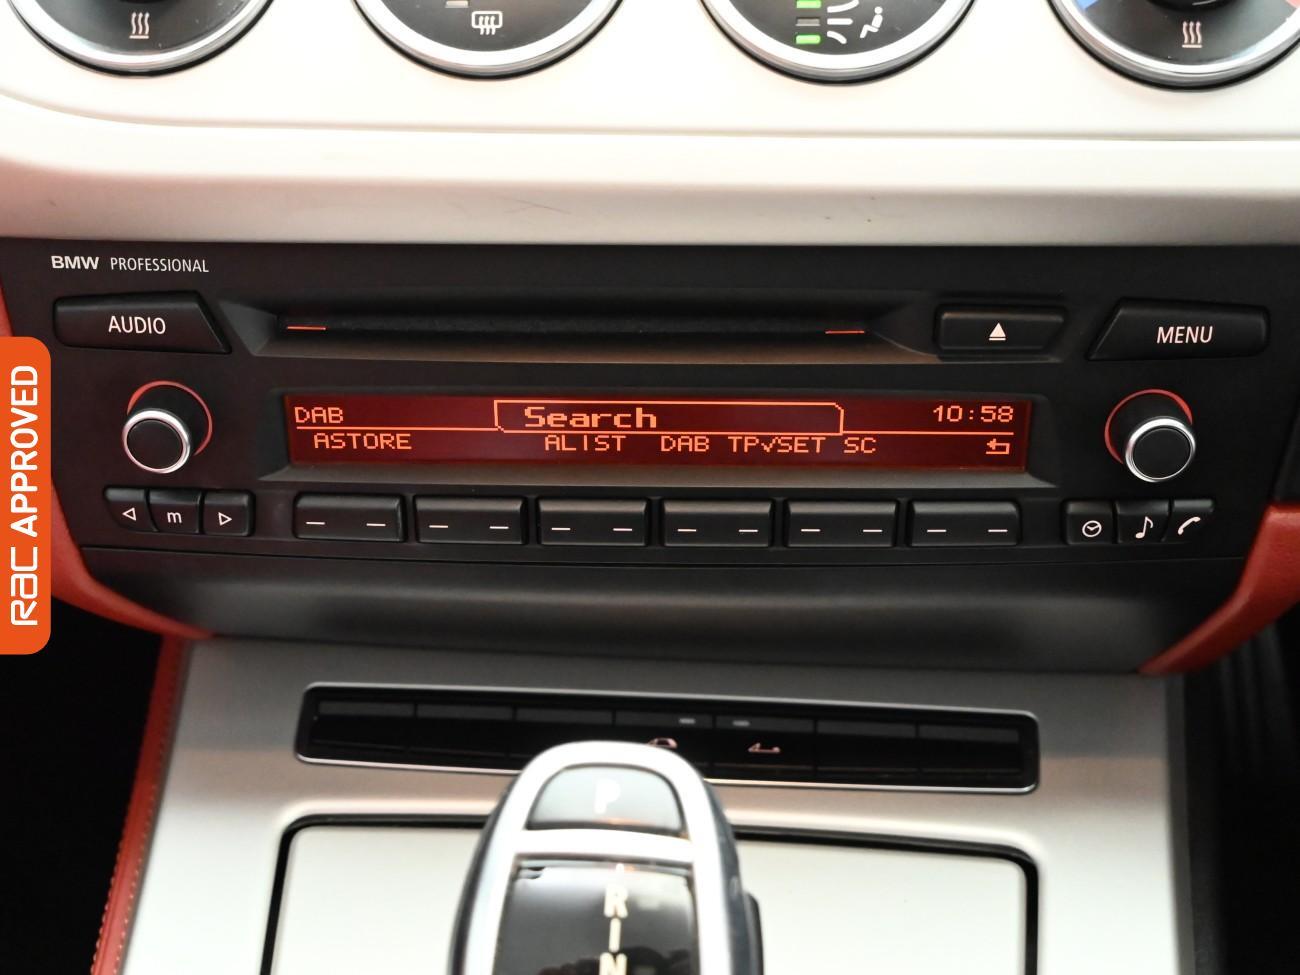 BMW PROFESSIONAL
AUDIO
MENU
DAB Search 10:58
ASTORE ALIST DAB TP✓SET SC
m
RAC APPROVED
P
R
N